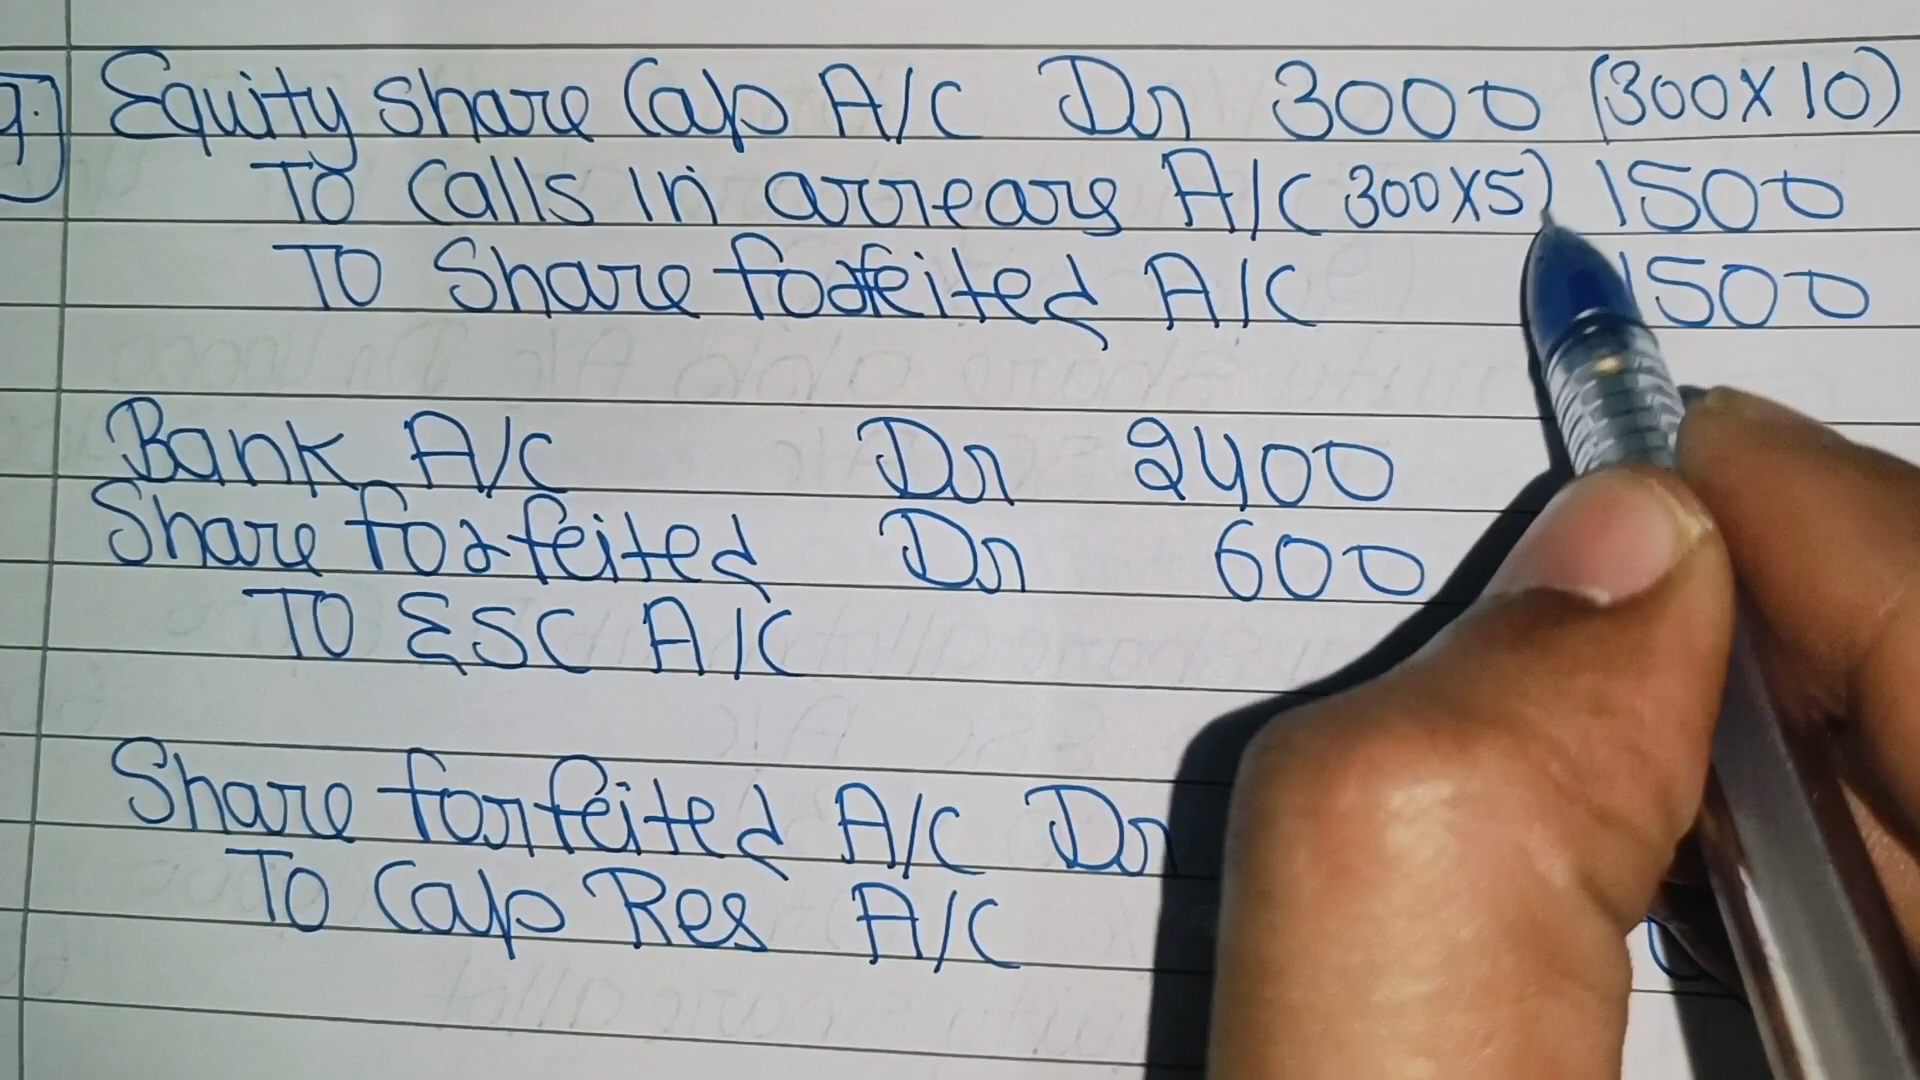 9.] Equity share Cap A/C Dr 3000 (300X10)
To Calls in arrears A/C 300X5) 1500
To Share forfeited A/C 1500
Bank A/C Dr 2400
Share forfeited Dr 600
To ESC A/C
Share forfeited A/C Dr
To Cap Res A/C